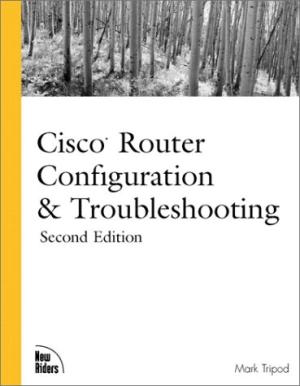 Cisco® Router
Configuration
& Troubleshooting
Second Edition
New
Riders
Mark Tripod